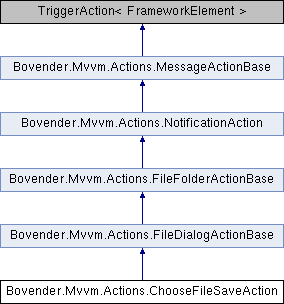 TriggerAction< FrameworkElement >
Bovender.Mvvm.Actions.MessageActionBase
Bovender.Mvvm.Actions.NotificationAction
Bovender.Mvvm.Actions.FileFolderActionBase
Bovender.Mvvm.Actions.FileDialogActionBase
Bovender.Mvvm.Actions.ChooseFileSaveAction